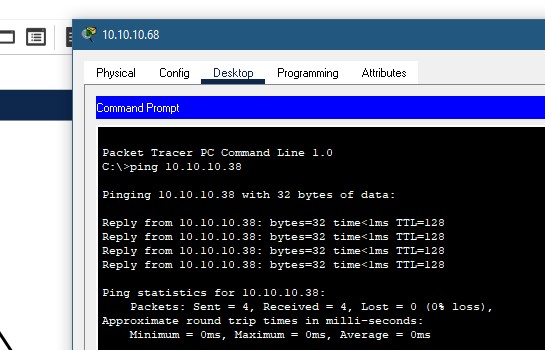 10.10.10.68
Physical Config Desktop Programming Attributes
Command Prompt
Packet Tracer PC Command Line 1.0
C:\>ping 10.10.10.38
Pinging 10.10.10.38 with 32 bytes of data:
Reply from 10.10.10.38: bytes=32 time<1ms TTL=128
Reply from 10.10.10.38: bytes=32 time<1ms TTL=128
Reply from 10.10.10.38: bytes=32 time<1ms TTL=128
Reply from 10.10.10.38: bytes=32 time<1ms TTL=128
Ping statistics for 10.10.10.38:
Packets: Sent = 4, Received = 4, Lost = 0 (0% loss),
Approximate round trip times in milli-seconds:
Minimum = 0ms, Maximum = 0ms, Average = 0ms